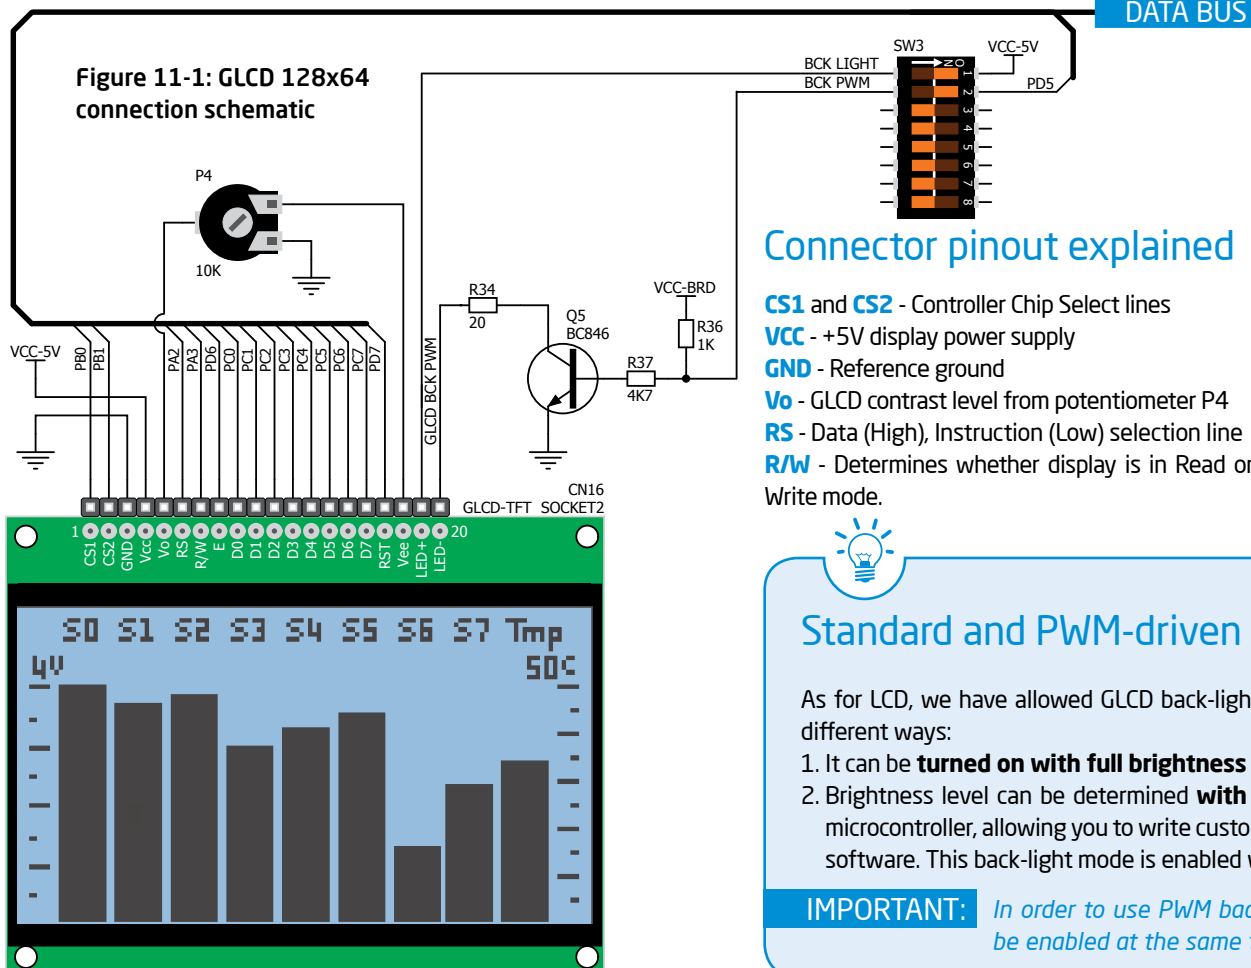 DATA BUS
Figure 11-1: GLCD 128x64
connection schematic
SW3
VCC-5V
BCK LIGHT
BCK PWM
PD5
O
N
1
2
3
4
5
6
7
8
P4
10K
R34
20
Q5
BC846
VCC-BRD
R36
1K
R37
4K7
VCC-5V
PB0
PB1
PA2
PA3
PD6
PC0
PC1
PC2
PC3
PC4
PC5
PC6
PC7
PD7
GLCD BCK PWM
CN16
GLCD-TFT SOCKET2
1
20
CS1
CS2
GND
Vcc
Vo
RS
R/W
E
D0
D1
D2
D3
D4
D5
D6
D7
RST
Vee
LED+
LED-
S0 S1 S2 S3 S4 S5 S6 S7 Tmp
4V 50C
Connector pinout explained
CS1 and CS2 - Controller Chip Select lines
VCC - +5V display power supply
GND - Reference ground
Vo - GLCD contrast level from potentiometer P4
RS - Data (High), Instruction (Low) selection line
R/W - Determines whether display is in Read or
Write mode.
Standard and PWM-driven
As for LCD, we have allowed GLCD back-ligh
different ways:
1. It can be turned on with full brightness
2. Brightness level can be determined with
microcontroller, allowing you to write custo
software. This back-light mode is enabled
IMPORTANT: In order to use PWM bac
be enabled at the same